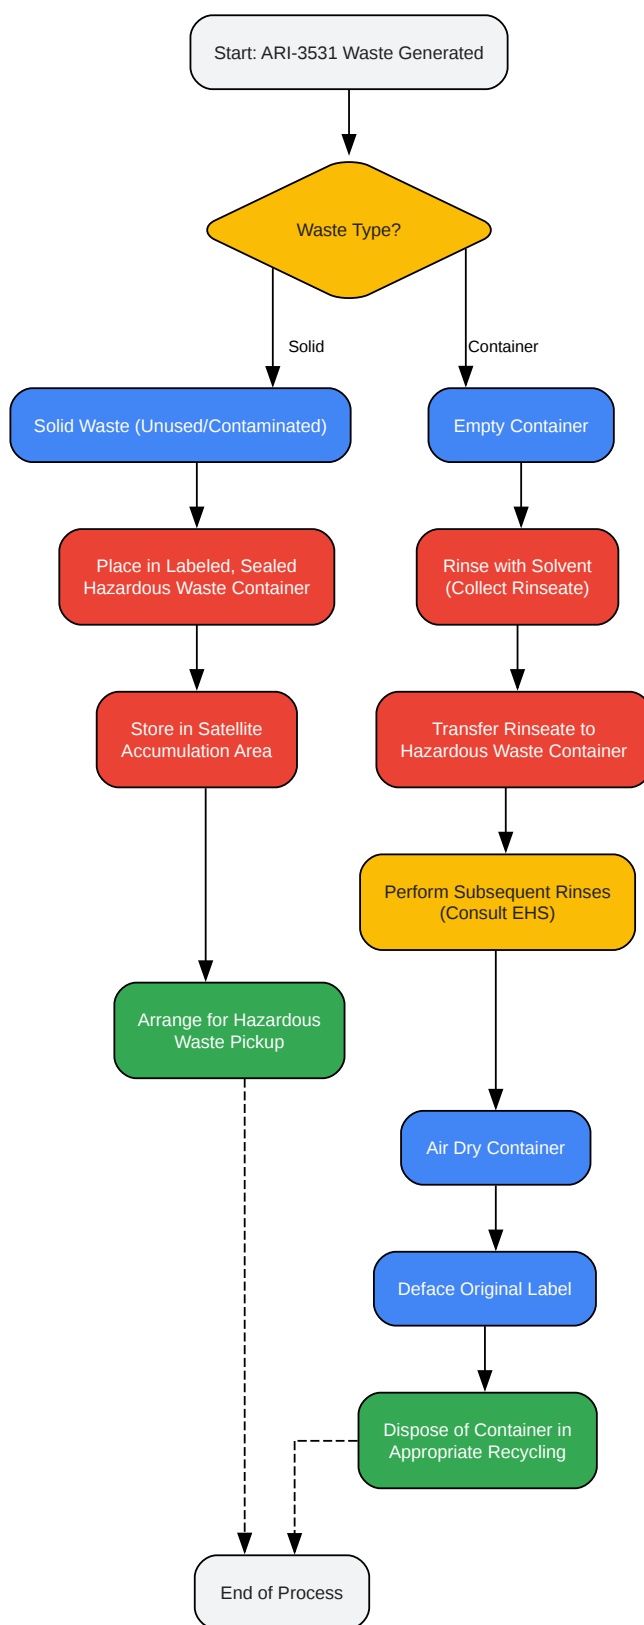 Start: ARI-3531 Waste Generated
Waste Type?
Solid
Container
Solid Waste (Unused/Contaminated)
Empty Container
Place in Labeled, Sealed
Hazardous Waste Container
Rinse with Solvent
(Collect Rinseate)
Store in Satellite
Accumulation Area
Transfer Rinseate to
Hazardous Waste Container
Perform Subsequent Rinses
(Consult EHS)
Arrange for Hazardous
Waste Pickup
Air Dry Container
Deface Original Label
Dispose of Container in
Appropriate Recycling
End of Process